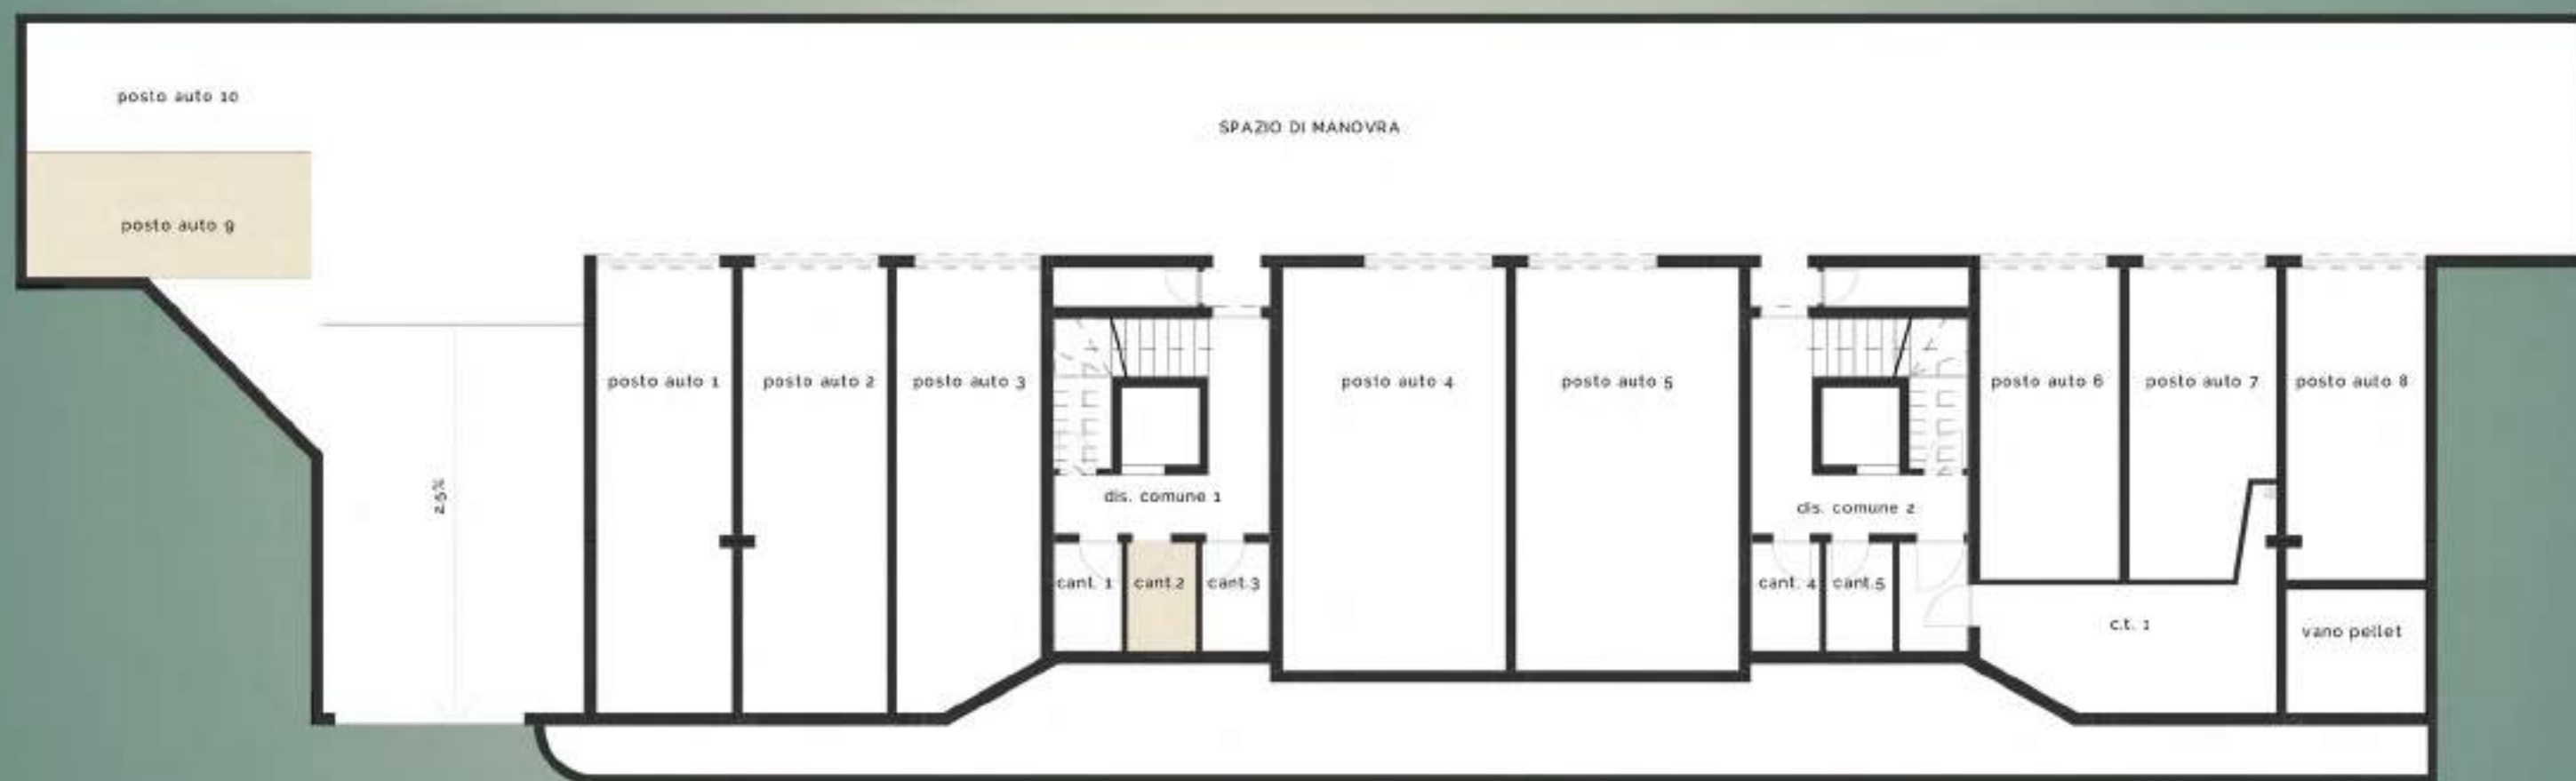 posto auto 10
SPAZIO DI MANOVRA
posto auto 9
posto auto 1
posto auto 2
posto auto 3
posto auto 4
posto auto 5
posto auto 6
posto auto 7
posto auto 8
2.5%
dis. comune 1
dis. comune 2
cant. 1
cant.2
cant.3
cant. 4
cant.5
c.t. 1
vano pellet